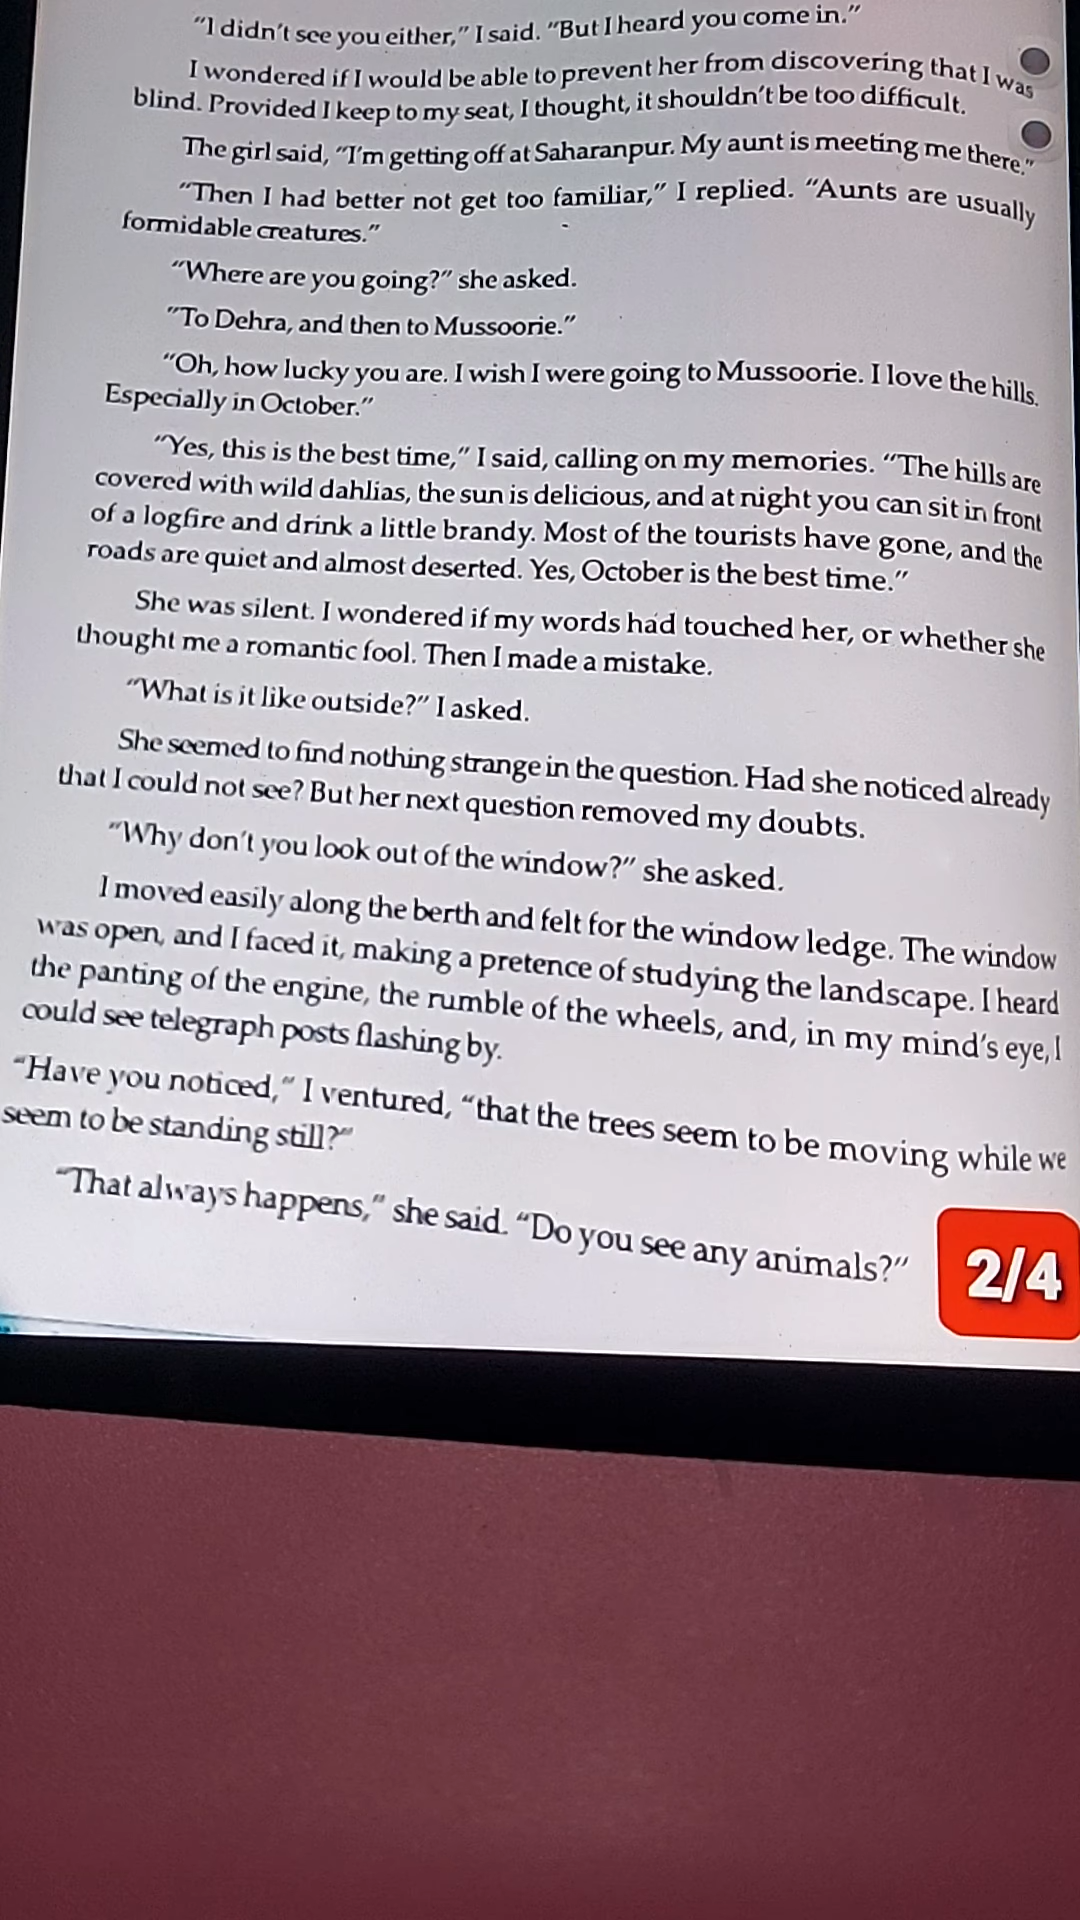 “I didn’t see you either,” I said. “But I heard you come in.”
I wondered if I would be able to prevent her from discovering that I was
blind. Provided I keep to my seat, I thought, it shouldn’t be too difficult.
The girl said, “I’m getting off at Saharanpur. My aunt is meeting me there.”
“Then I had better not get too familiar,” I replied. “Aunts are usually
formidable creatures.”
“Where are you going?” she asked.
“To Dehra, and then to Mussoorie.”
“Oh, how lucky you are. I wish I were going to Mussoorie. I love the hills.
Especially in October.”
“Yes, this is the best time,” I said, calling on my memories. “The hills are
covered with wild dahlias, the sun is delicious, and at night you can sit in front
of a logfire and drink a little brandy. Most of the tourists have gone, and the
roads are quiet and almost deserted. Yes, October is the best time.”
She was silent. I wondered if my words had touched her, or whether she
thought me a romantic fool. Then I made a mistake.
“What is it like outside?” I asked.
She seemed to find nothing strange in the question. Had she noticed already
that I could not see? But her next question removed my doubts.
“Why don’t you look out of the window?” she asked.
I moved easily along the berth and felt for the window ledge. The window
was open, and I faced it, making a pretence of studying the landscape. I heard
the panting of the engine, the rumble of the wheels, and, in my mind’s eye, I
could see telegraph posts flashing by.
“Have you noticed,” I ventured, “that the trees seem to be moving while we
seem to be standing still?”
“That always happens,” she said. “Do you see any animals?”
2/4